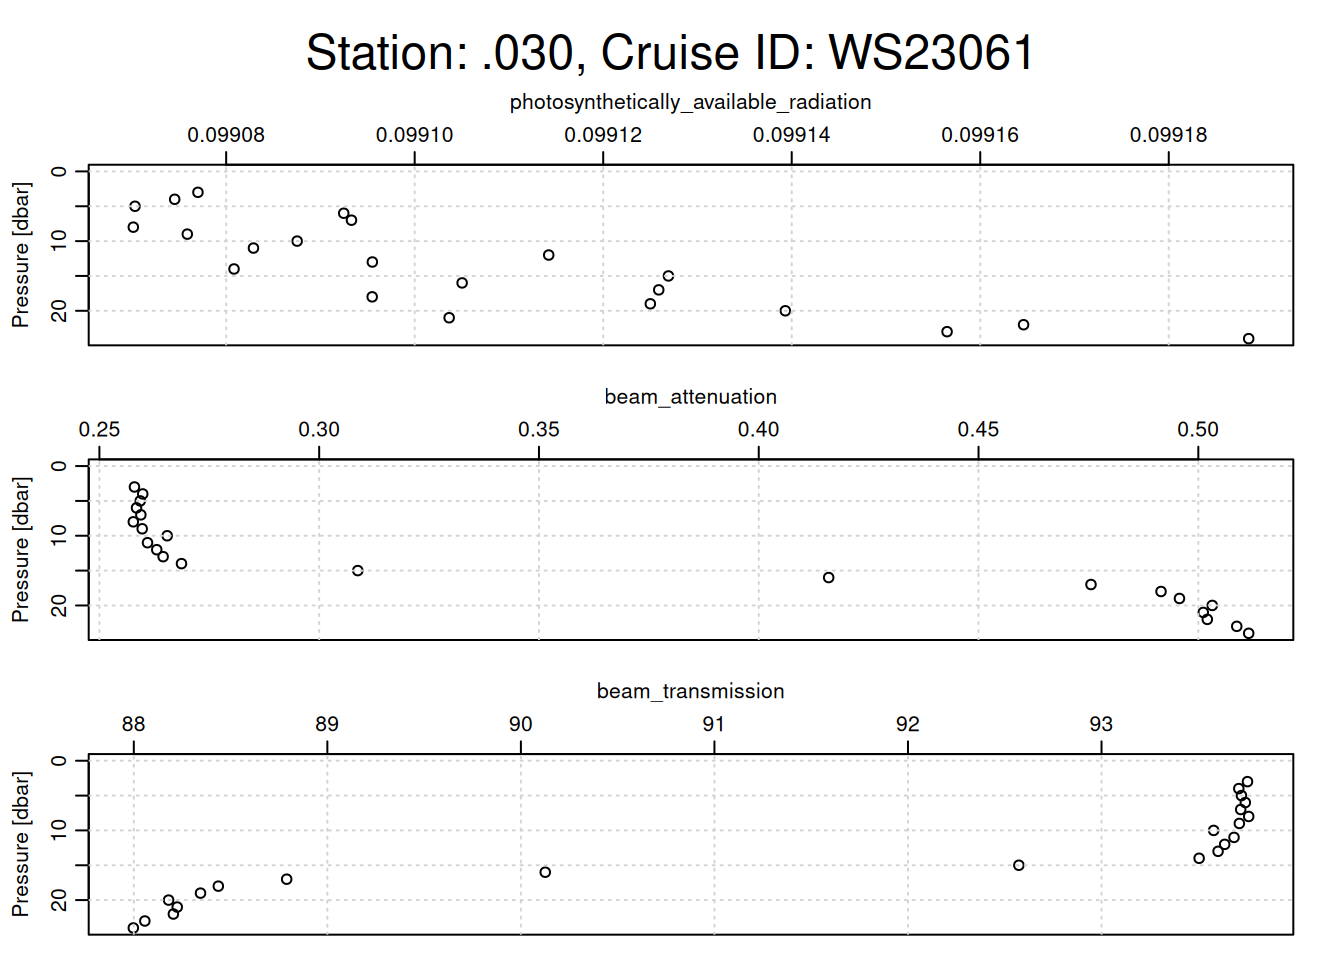 Station: .030, Cruise ID: WS23061
photosynthetically_available_radiation
0.09908 0.09910 0.09912 0.09914 0.09916 0.09918
Pressure [dbar]
0
10
20
beam_attenuation
0.25 0.30 0.35 0.40 0.45 0.50
Pressure [dbar]
0
10
20
beam_transmission
88 89 90 91 92 93
Pressure [dbar]
0
10
20